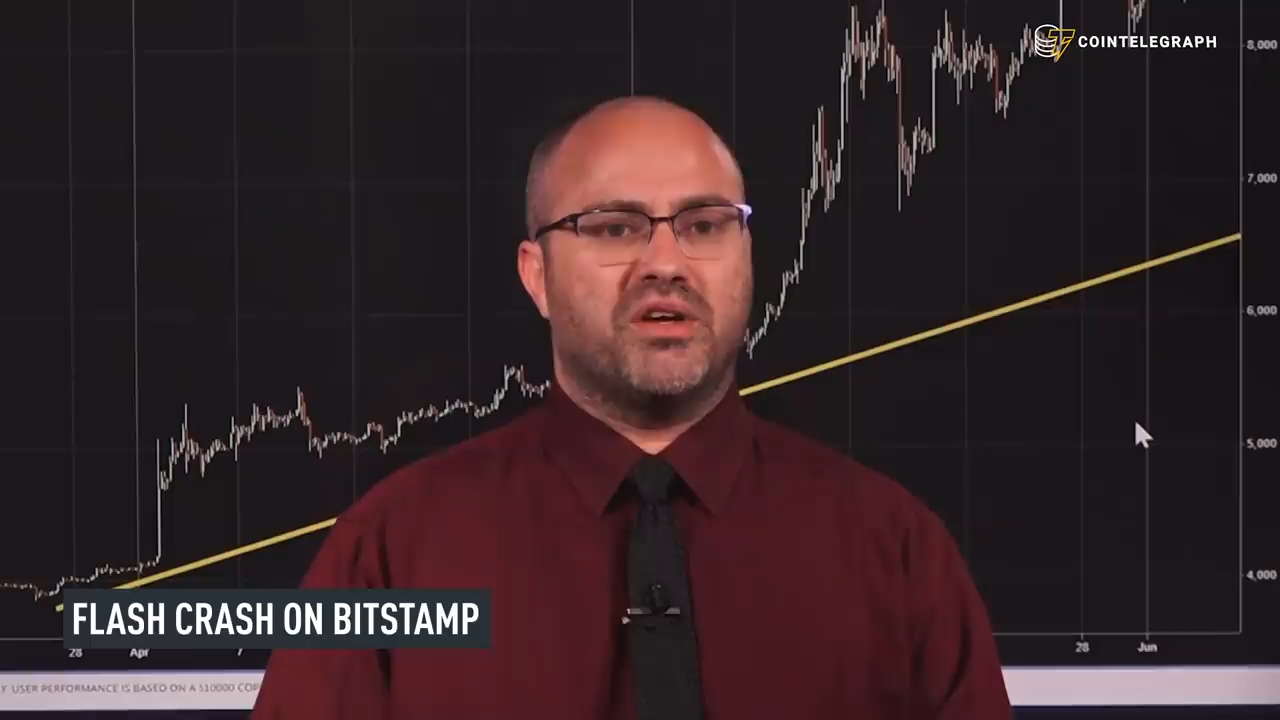 COINTELEGRAPH
8,000
7,000
6,000
5,000
4,000
FLASH CRASH ON BITSTAMP
28 Apr 7 28 Jun
USER PERFORMANCE IS BASED ON A $10000